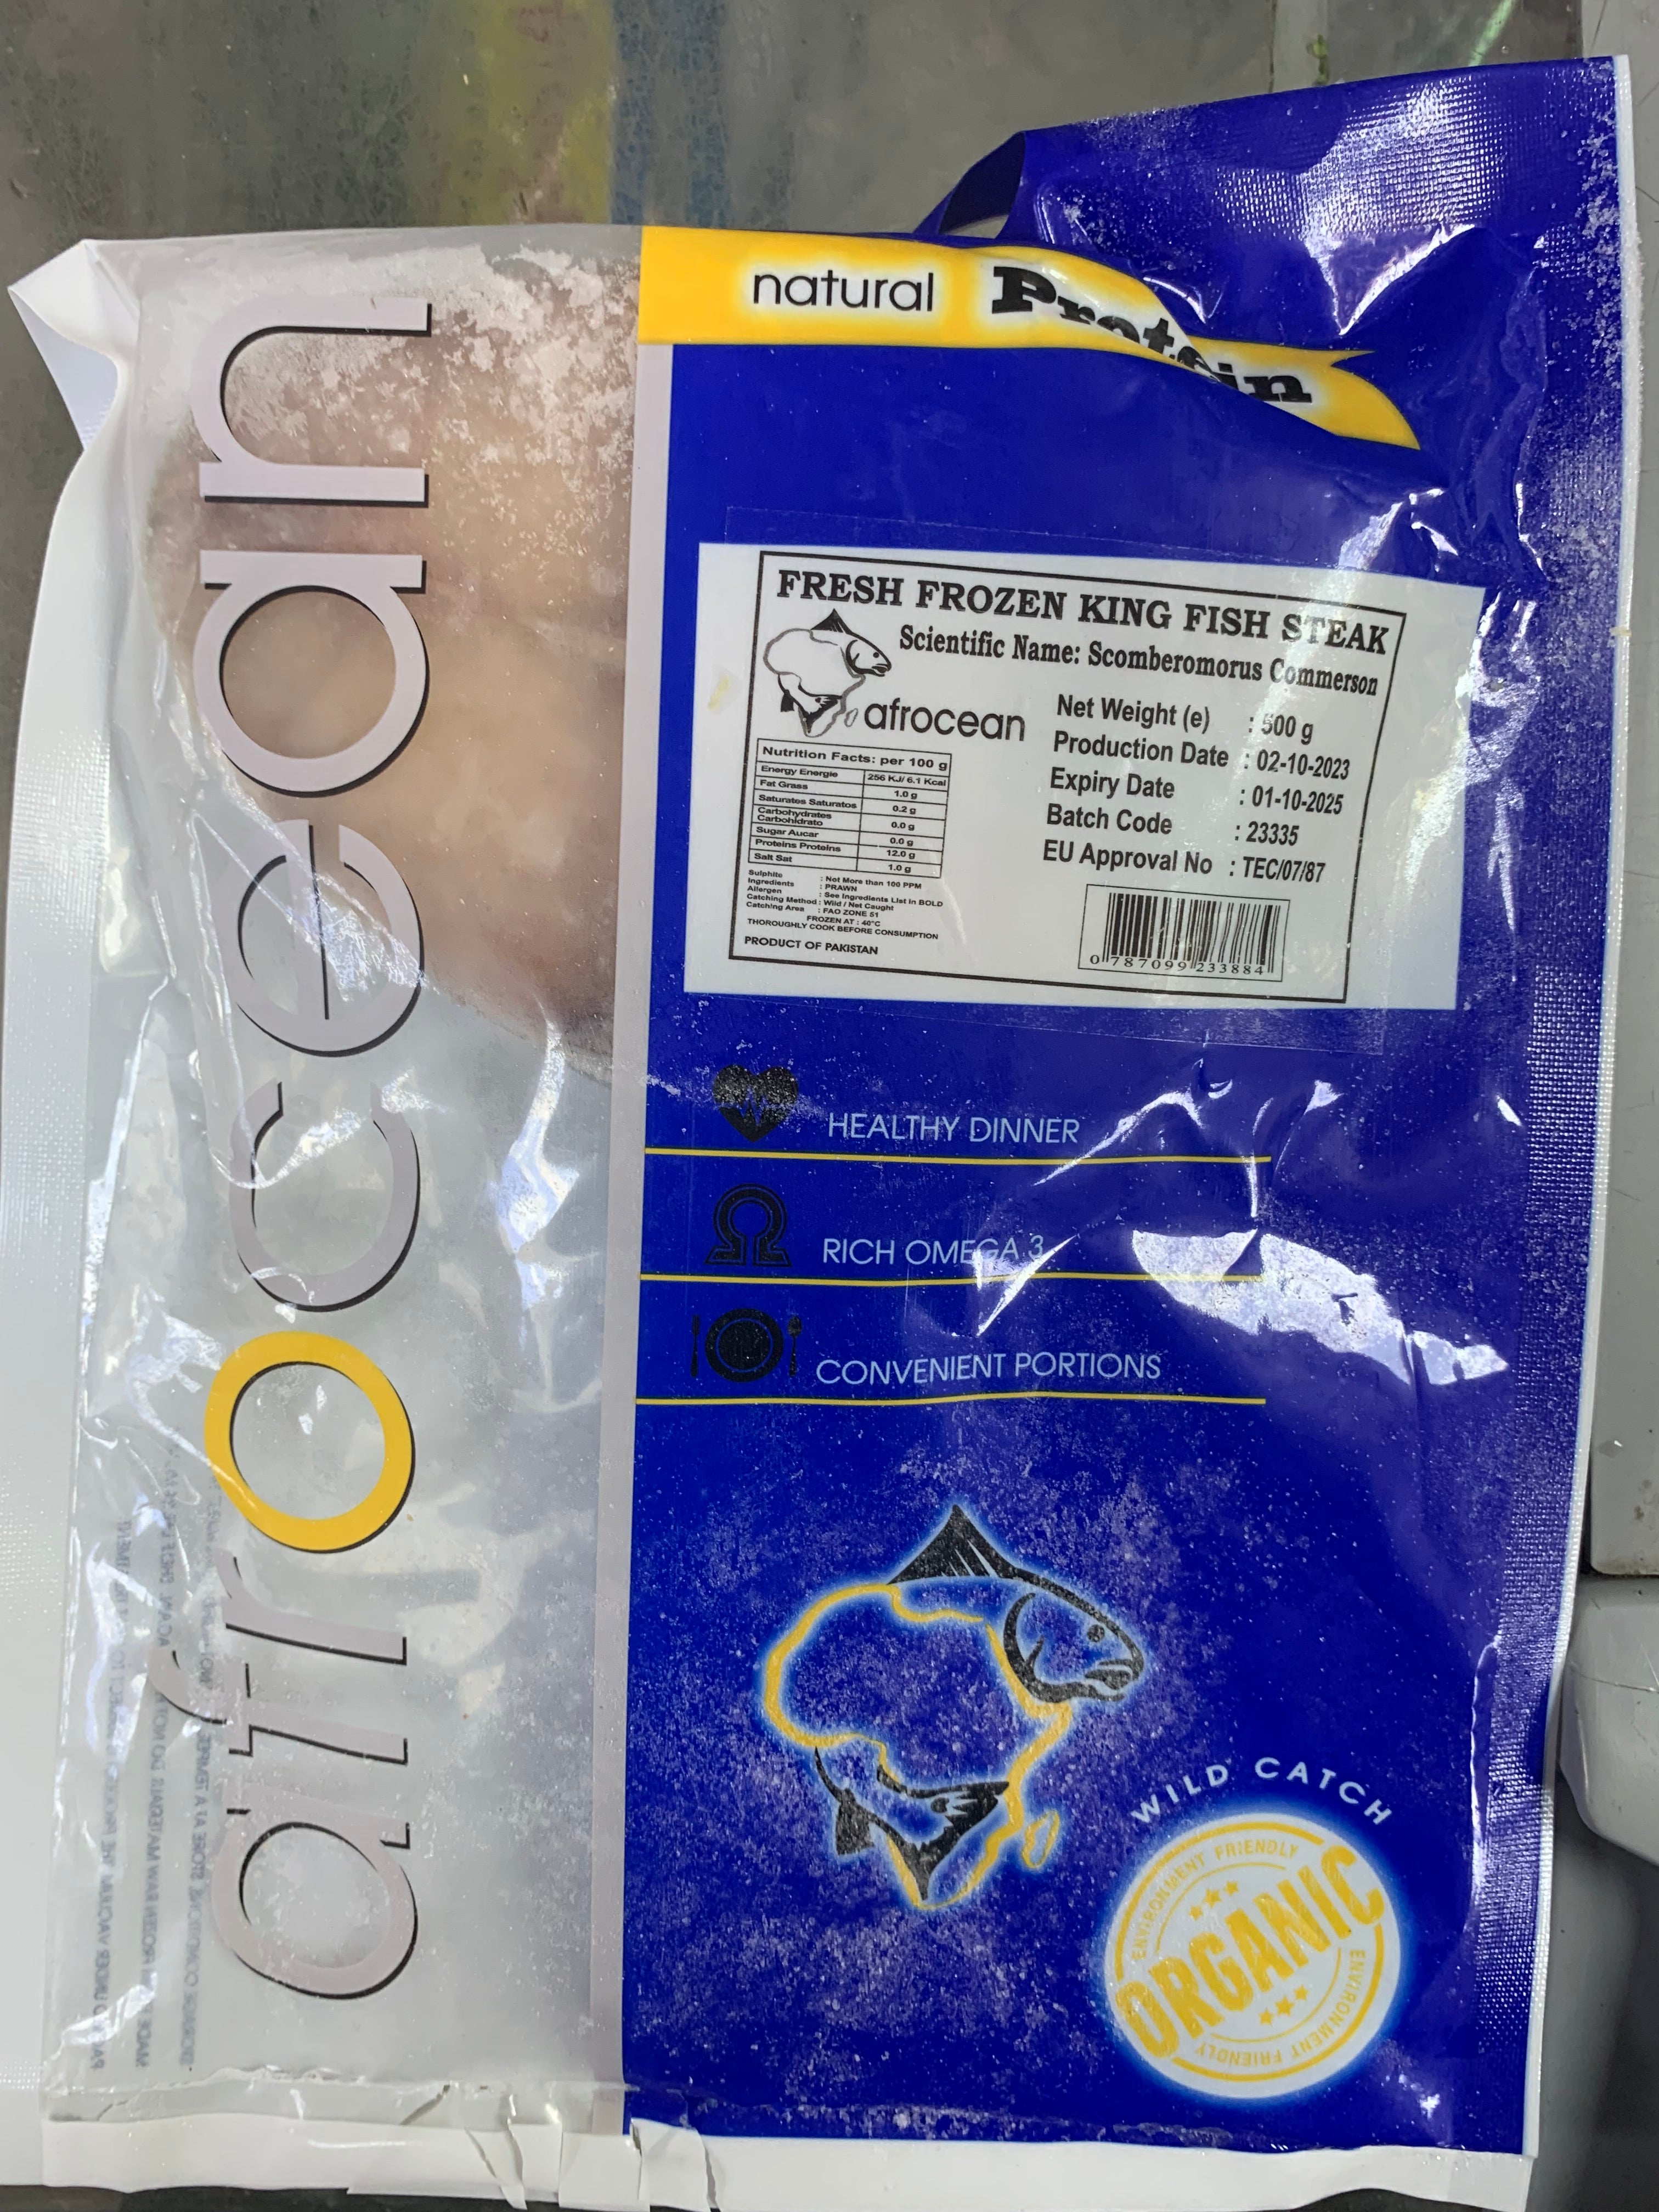 natural Protein
afrocean
FRESH FROZEN KING FISH STEAK
Scientific Name: Scomberomorus Commerson
afrocean
Net Weight (e) : 500 g
Production Date : 02-10-2023
Expiry Date : 01-10-2025
Batch Code : 23335
EU Approval No : TEC/07/87
Nutrition Facts: per 100 g
Energy Energie 256 KJ/ 6.1 Kcal
Fat Grass 1.0 g
Saturates Saturatos 0.2 g
Carbohydrates
Carbohidrato 0.0 g
Sugar Aucar 0.0 g
Proteins Proteins 12.0 g
Salt Sat 1.0 g
Sulphite : Not More than 100 PPM
Ingredients : PRAWN
Allergen : See Ingredients List in BOLD
Catching Method : Wild / Net Caught
Catching Area : FAO ZONE 51
FROZEN AT : 40°C
THOROUGHLY COOK BEFORE CONSUMPTION
PRODUCT OF PAKISTAN
0 787099 233884
HEALTHY DINNER
RICH OMEGA 3
CONVENIENT PORTIONS
WILD CATCH
ENVIRONMENT FRIENDLY
ORGANIC
ENVIRONMENT FRIENDLY